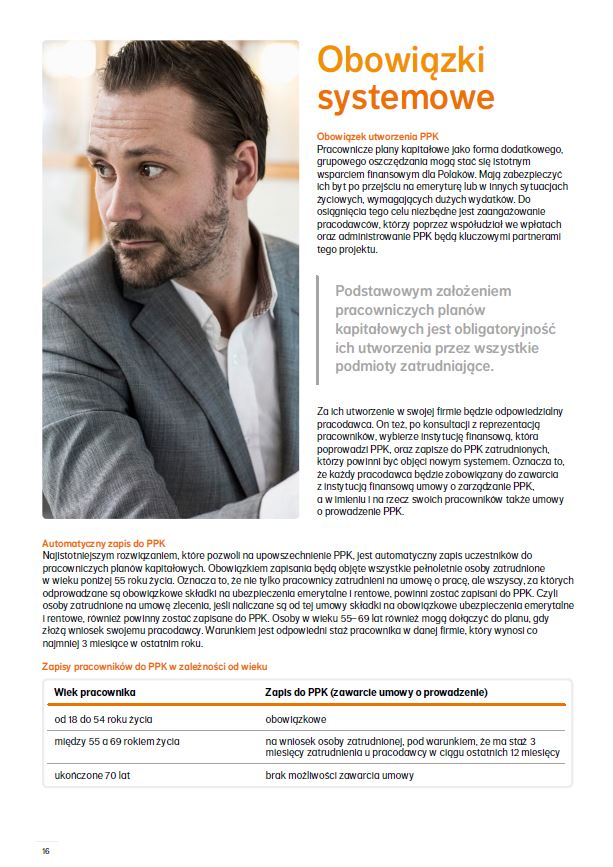 Obowiązki
systemowe
Obowiązek utworzenia PPK
Pracownicze plany kapitałowe jako forma dodatkowego,
grupowego oszczędzania mogą stać się istotnym
wsparciem finansowym dla Polaków. Mają zabezpieczyć
ich byt po przejściu na emeryturę lub w innych sytuacjach
życiowych, wymagających dużych wydatków. Do
osiągnięcia tego celu niezbędne jest zaangażowanie
pracodawców, którzy poprzez współudział we wpłatach
oraz administrowanie PPK będą kluczowymi partnerami
tego projektu.
Podstawowym założeniem
pracowniczych planów
kapitałowych jest obligatoryjność
ich utworzenia przez wszystkie
podmioty zatrudniające.
Za ich utworzenie w swojej firmie będzie odpowiedzialny
pracodawca. On też, po konsultacji z reprezentacją
pracowników, wybierze instytucję finansową, która
poprowadzi PPK, oraz zapisze do PPK zatrudnionych,
którzy powinni być objęci nowym systemem. Oznacza to,
że każdy pracodawca będzie zobowiązany do zawarcia
z instytucją finansową umowy o zarządzanie PPK,
a w imieniu i na rzecz swoich pracowników także umowy
o prowadzenie PPK.
Automatyczny zapis do PPK
Najistotniejszym rozwiązaniem, które pozwoli na upowszechnienie PPK, jest automatyczny zapis uczestników do
pracowniczych planów kapitałowych. Obowiązkiem zapisania będą objęte wszystkie pełnoletnie osoby zatrudnione
w wieku poniżej 55 roku życia. Oznacza to, że nie tylko pracownicy zatrudnieni na umowę o pracę, ale wszyscy, za których
odprowadzane są obowiązkowe składki na ubezpieczenia emerytalne i rentowe, powinni zostać zapisani do PPK. Czyli
osoby zatrudnione na umowę zlecenia, jeśli naliczane są od tej umowy składki na obowiązkowe ubezpieczenia emerytalne
i rentowe, również powinny zostać zapisane do PPK. Osoby w wieku 55–69 lat również mogą dołączyć do planu, gdy
złożą wniosek swojemu pracodawcy. Warunkiem jest odpowiedni staż pracownika w danej firmie, który wynosi co
najmniej 3 miesiące w ostatnim roku.
Zapisy pracowników do PPK w zależności od wieku
Wiek pracownika Zapis do PPK (zawarcie umowy o prowadzenie)
od 18 do 54 roku życia obowiązkowe
między 55 a 69 rokiem życia na wniosek osoby zatrudnionej, pod warunkiem, że ma staż 3
miesięcy zatrudnienia u pracodawcy w ciągu ostatnich 12 miesięcy
ukończone 70 lat brak możliwości zawarcia umowy
16